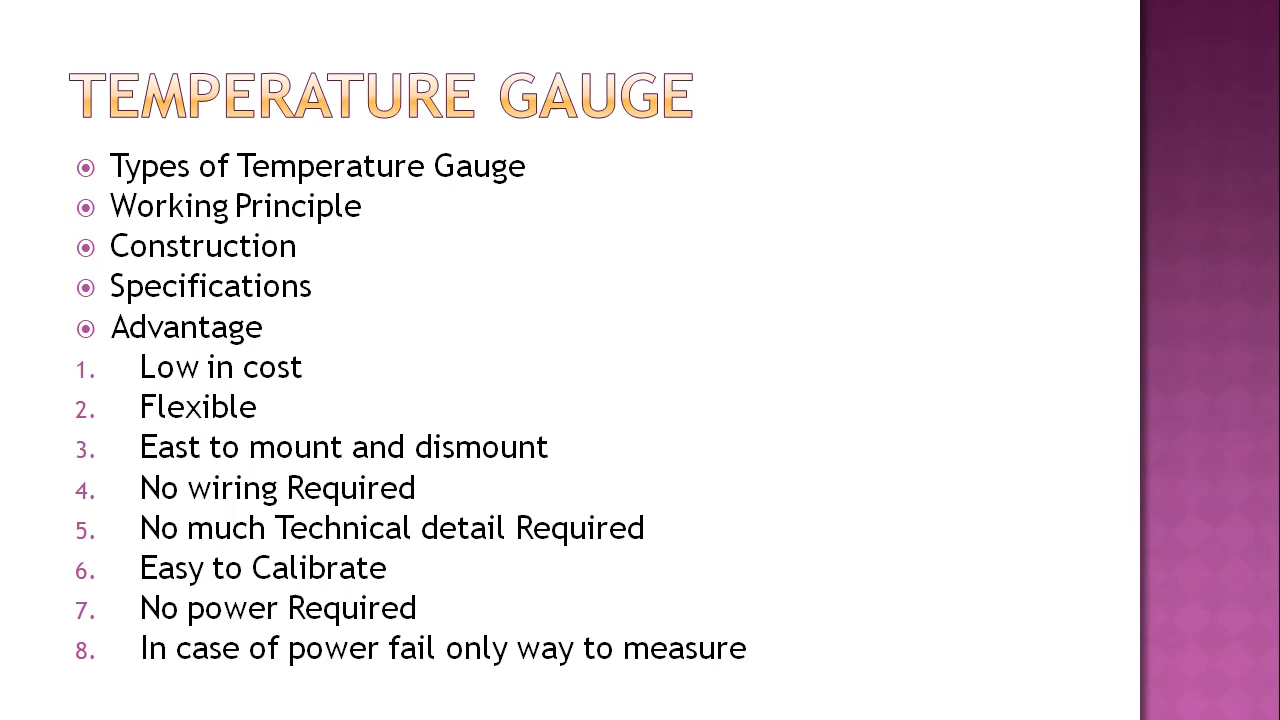 TEMPERATURE GAUGE
Types of Temperature Gauge
Working Principle
Construction
Specifications
Advantage
1. Low in cost
2. Flexible
3. East to mount and dismount
4. No wiring Required
5. No much Technical detail Required
6. Easy to Calibrate
7. No power Required
8. In case of power fail only way to measure